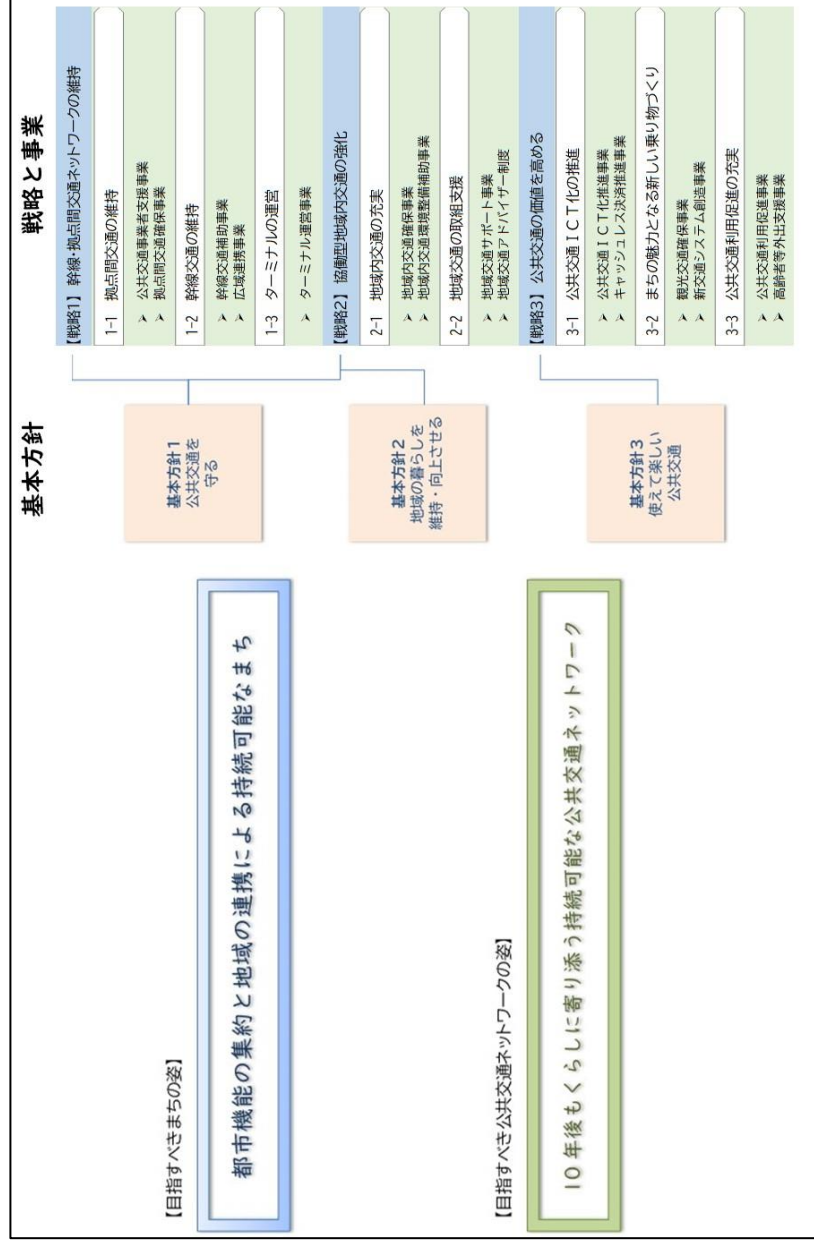 【目指すべきまちの姿】
都市機能の集約と地域の連携による持続可能なまち
【目指すべき公共交通ネットワークの姿】
10年後もくらしに寄り添う持続可能な公共交通ネットワーク
基本方針
基本方針1
公共交通を
守る
基本方針2
地域の暮らしを
維持・向上させる
基本方針3
使えて楽しい
公共交通
戦略と事業
【戦略1】 幹線・拠点間交通ネットワークの維持
1-1 拠点間交通の維持
➢ 公共交通事業者支援事業
➢ 拠点間交通確保事業
1-2 幹線交通の維持
➢ 幹線交通補助事業
➢ 広域連携事業
1-3 ターミナルの運営
➢ ターミナル運営事業
【戦略2】 協働型地域内交通の強化
2-1 地域内交通の充実
➢ 地域内交通確保事業
➢ 地域内交通環境整備補助事業
2-2 地域交通の取組支援
➢ 地域交通サポート事業
➢ 地域交通アドバイザー制度
【戦略3】 公共交通の価値を高める
3-1 公共交通ICT化の推進
➢ 公共交通ICT化推進事業
➢ キャッシュレス決済推進事業
3-2 まちの魅力となる新しい乗り物づくり
➢ 観光交通確保事業
➢ 新交通システム創造事業
3-3 公共交通利用促進の充実
➢ 公共交通利用促進事業
➢ 高齢者等外出支援事業